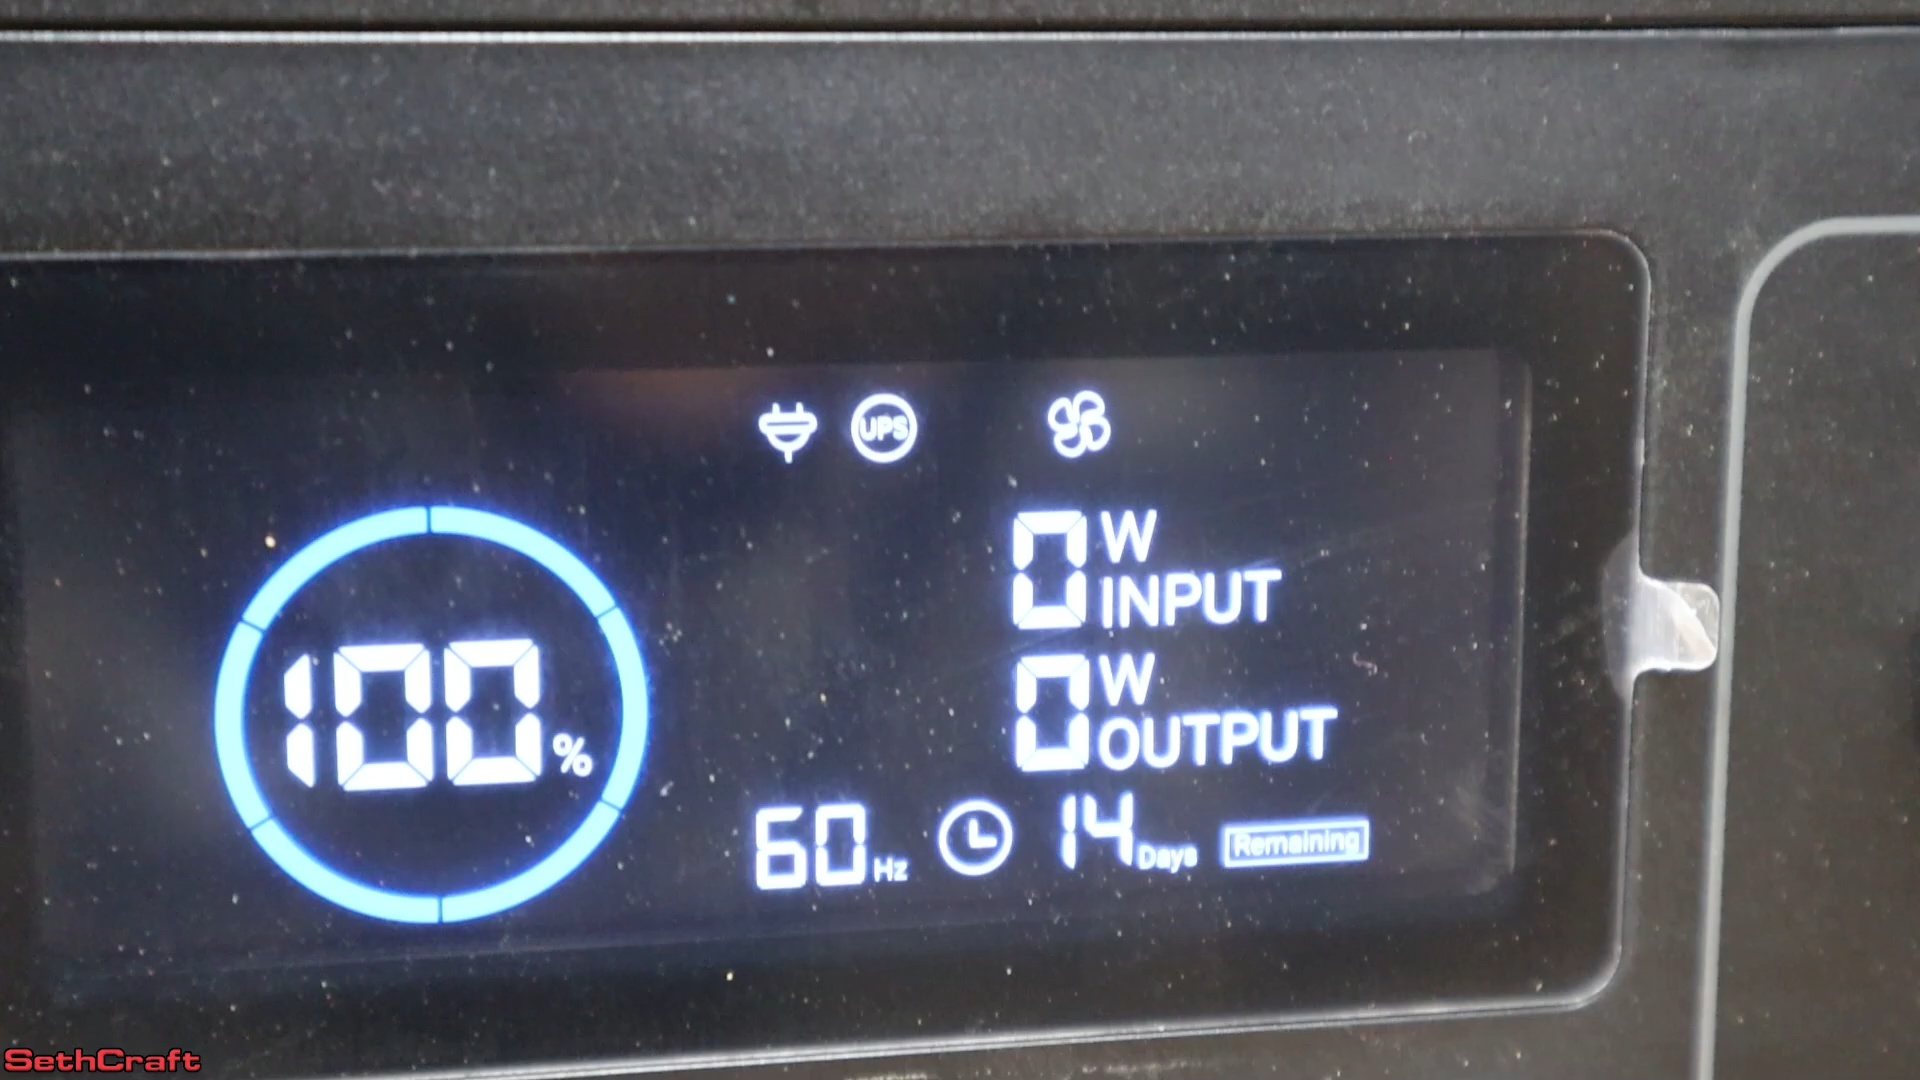 UPS
0 W INPUT
100 %
0 W OUTPUT
60 Hz 14 Days Remaining
SethCraft